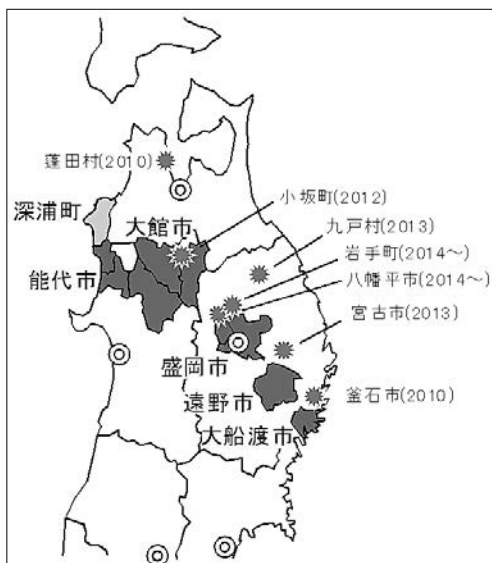 蓬田村(2010)
小坂町(2012)
深浦町
大館市
九戸村(2013)
岩手町(2014~)
能代市
八幡平市(2014~)
宮古市(2013)
盛岡市
遠野市
釜石市(2010)
大船渡市